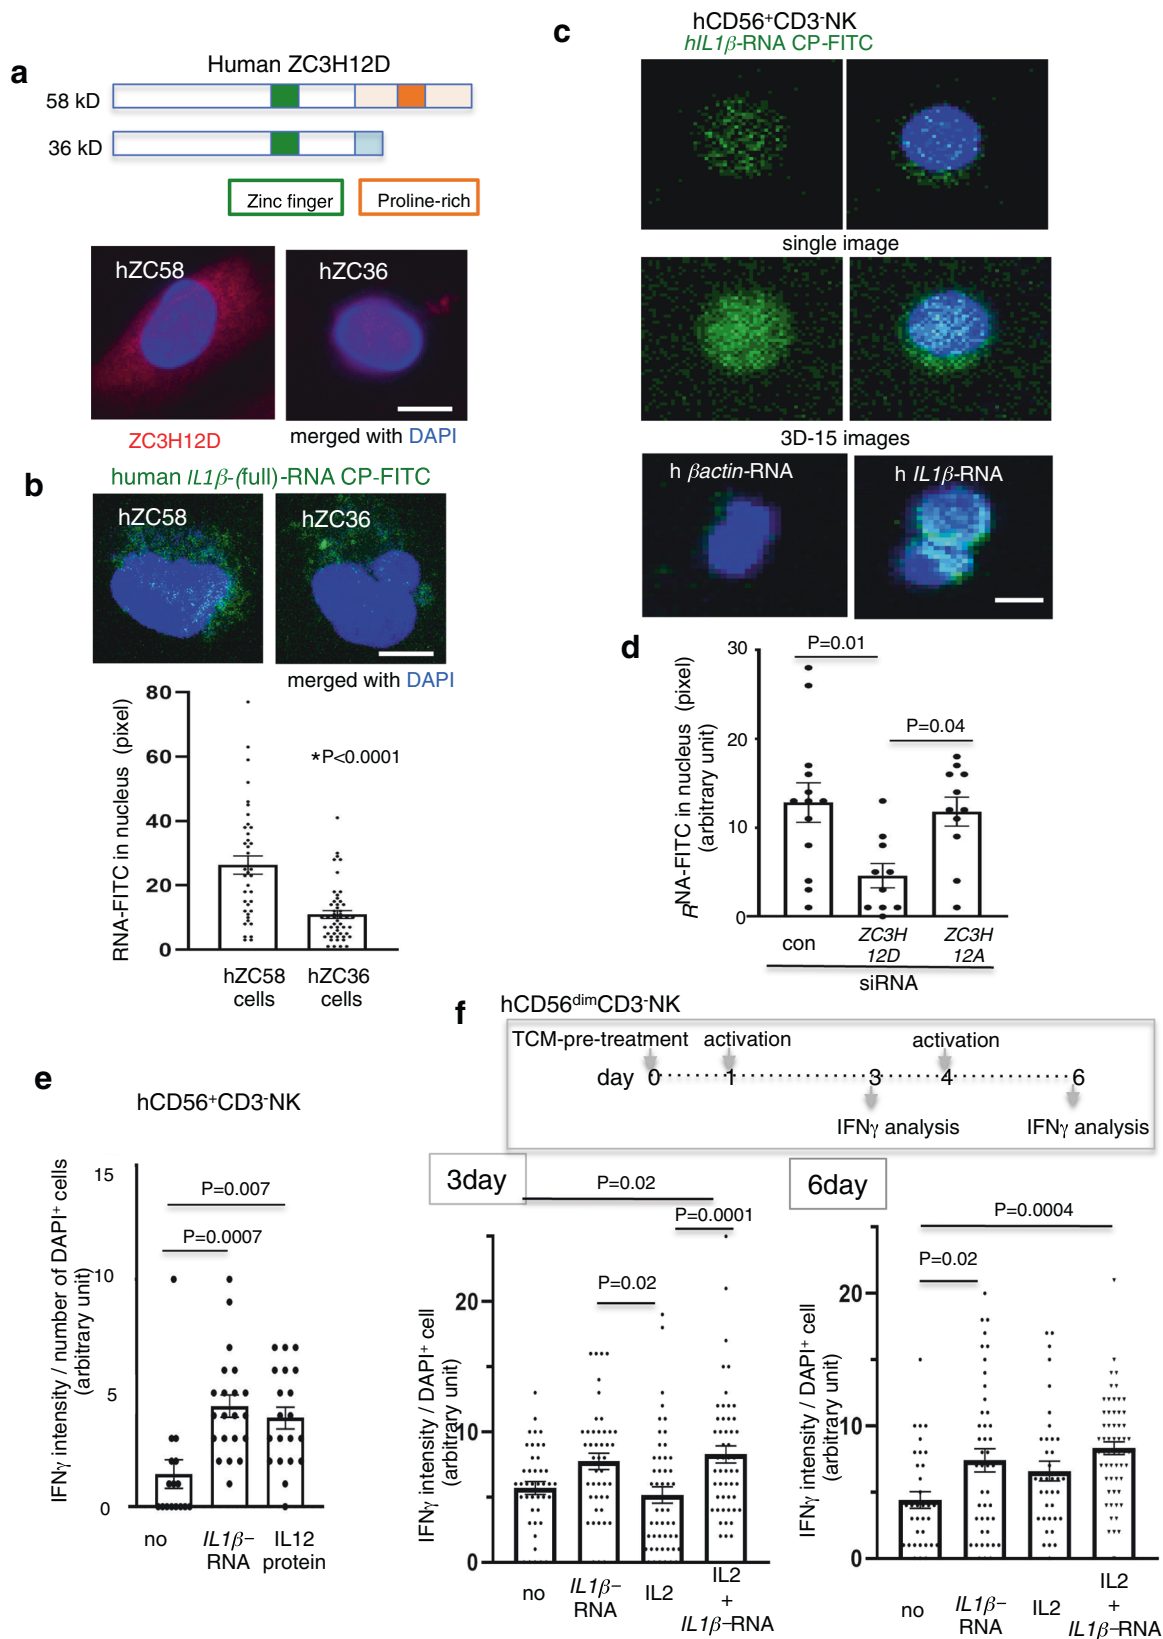 a
Human ZC3H12D
58 kD
36 kD
Zinc finger
Proline-rich
hZC58
hZC36
ZC3H12D
merged with DAPI
b
human IL1β-(full)-RNA CP-FITC
hZC58
hZC36
merged with DAPI
RNA-FITC in nucleus (pixel)
80
60
40
20
0
*P<0.0001
hZC58
cells
hZC36
cells
c
hCD56+CD3-NK
hIL1β-RNA CP-FITC
single image
3D-15 images
h βactin-RNA
h IL1β-RNA
d
RNA-FITC in nucleus (pixel)
(arbitrary unit)
30
20
10
0
P=0.01
P=0.04
con
ZC3H
12D
ZC3H
12A
siRNA
e
hCD56+CD3-NK
IFNγ intensity / number of DAPI+ cells
(arbitrary unit)
15
10
5
0
P=0.007
P=0.0007
no
IL1β–
RNA
IL12
protein
f
hCD56dimCD3-NK
TCM-pre-treatment activation activation
day 0 1 3 4 6
IFNγ analysis IFNγ analysis
3day
IFNγ intensity / DAPI+ cell
(arbitrary unit)
20
10
0
P=0.02
P=0.0001
P=0.02
no
IL1β–
RNA
IL2
IL2
+
IL1β–RNA
6day
IFNγ intensity / DAPI+ cell
(arbitrary unit)
20
10
0
P=0.0004
P=0.02
no
IL1β–
RNA
IL2
IL2
+
IL1β–RNA